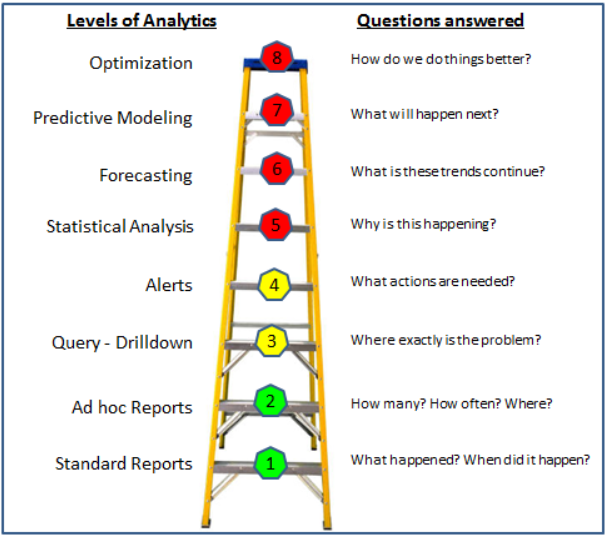 Levels of Analytics Questions answered
Optimization 8 How do we do things better?
Predictive Modeling 7 What will happen next?
Forecasting 6 What is these trends continue?
Statistical Analysis 5 Why is this happening?
Alerts 4 What actions are needed?
Query - Drilldown 3 Where exactly is the problem?
Ad hoc Reports 2 How many? How often? Where?
Standard Reports 1 What happened? When did it happen?